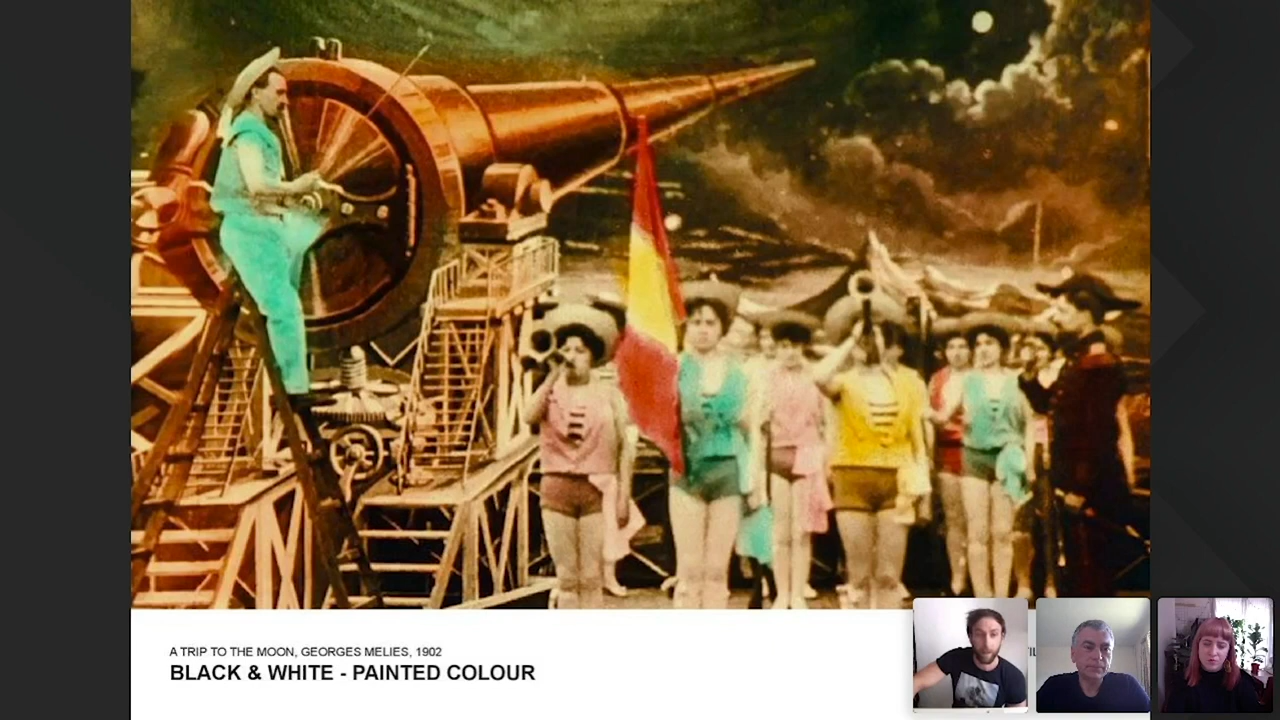 A TRIP TO THE MOON, GEORGES MELIES, 1902
BLACK & WHITE - PAINTED COLOUR